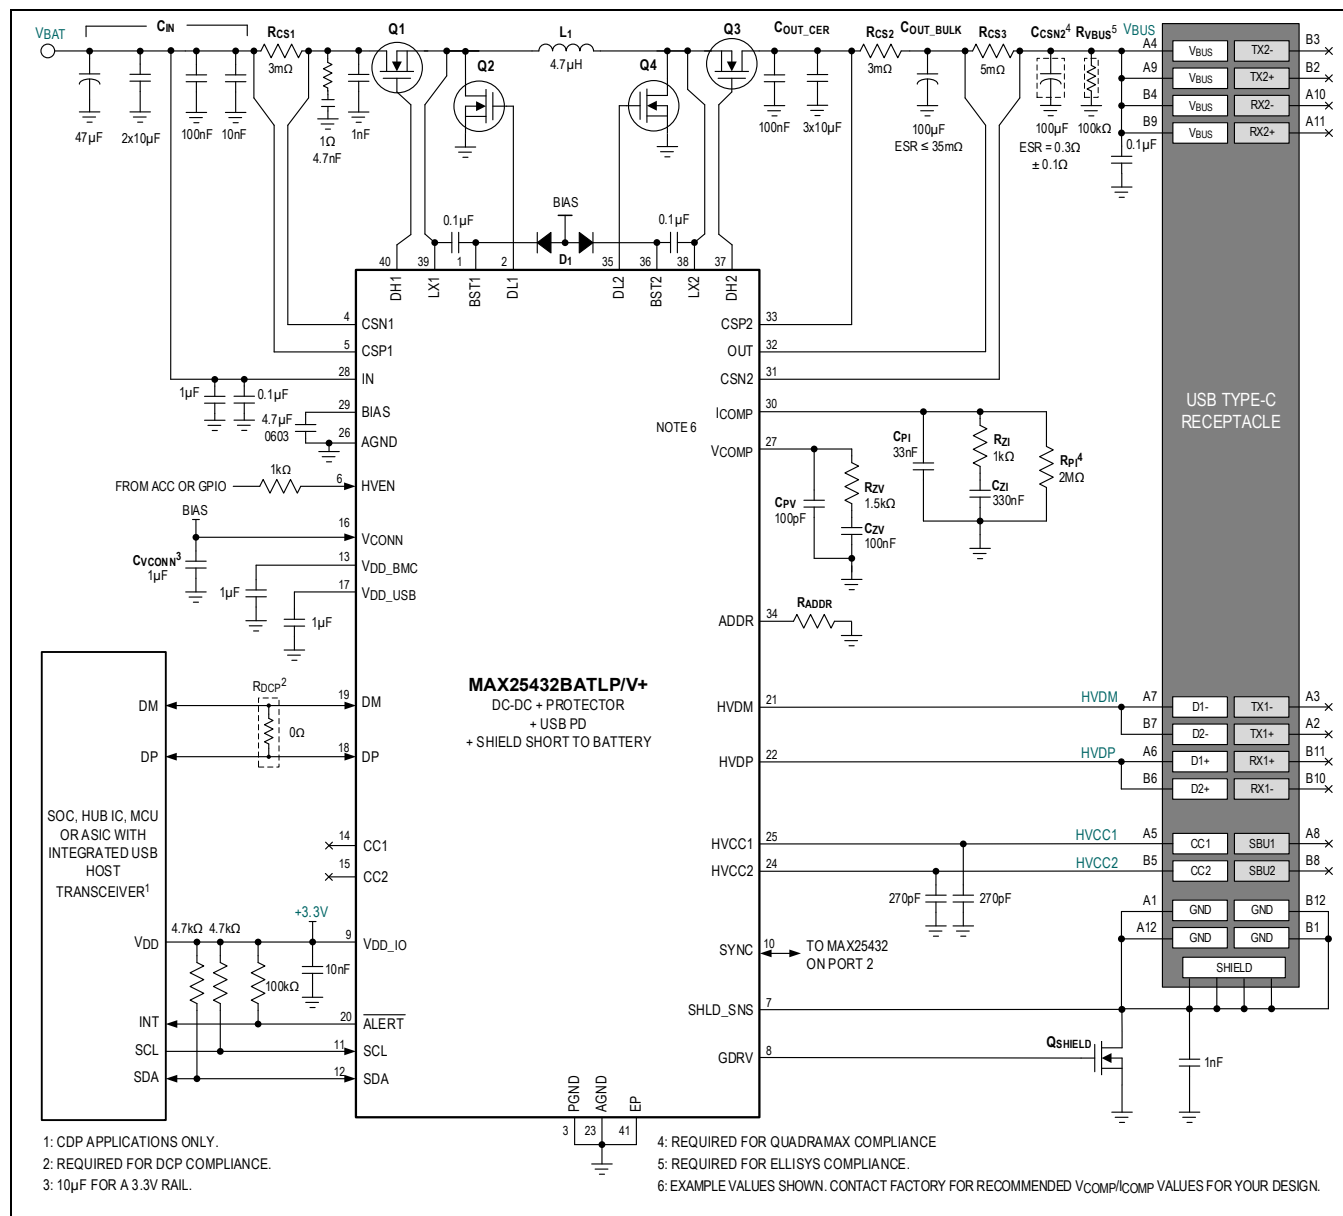 VBAT
CIN
RCS1
3mΩ
Q1
Q2
L1
4.7µH
Q4
Q3
COUT_CER
RCS2
3mΩ
COUT_BULK
RCS3
5mΩ
CCSN2⁴
RVBUS⁵
VBUS
47µF
2x10µF
100nF
10nF
1Ω
4.7nF
1nF
100nF
3x10µF
100µF
ESR ≤ 35mΩ
100µF
ESR = 0.3Ω
± 0.1Ω
100kΩ
0.1µF
A4 VBUS TX2- B3
A9 VBUS TX2+ B2
B4 VBUS RX2- A10
B9 VBUS RX2+ A11
0.1µF
BIAS
D1
0.1µF
40 39 1 2 35 36 38 37
DH1 LX1 BST1 DL1 DL2 BST2 LX2 DH2
4 CSN1
5 CSP1
28 IN
1µF
0.1µF
29 BIAS
4.7µF
0603
26 AGND
1kΩ
FROM ACC OR GPIO
6 HVEN
BIAS
16 VCONN
CVCONN³
1µF
13 VDD_BMC
1µF
17 VDD_USB
1µF
CSP2 33
OUT 32
CSN2 31
ICOMP 30
NOTE 6
VCOMP 27
CPI
33nF
RZI
1kΩ
CZI
330nF
RPI⁴
2MΩ
CPV
100pF
RZV
1.5kΩ
CZV
100nF
ADDR 34
RADDR
USB TYPE-C
RECEPTACLE
MAX25432BATLP/V+
DC-DC + PROTECTOR
+ USB PD
+ SHIELD SHORT TO BATTERY
DM
RDCP²
0Ω
19 DM
DP
18 DP
SOC, HUB IC, MCU
OR ASIC WITH
INTEGRATED USB
HOST
TRANSCEIVER¹
14 CC1
15 CC2
+3.3V
4.7kΩ 4.7kΩ
VDD
9 VDD_IO
10nF
100kΩ
INT
20 ALERT
SCL
11 SCL
SDA
12 SDA
HVDM 21 HVDM A7 D1- TX1- A3
B7 D2- TX1+ A2
HVDP 22 HVDP A6 D1+ RX1+ B11
B6 D2+ RX1- B10
HVCC1 25 HVCC1 A5 CC1 SBU1 A8
HVCC2 24 HVCC2 B5 CC2 SBU2 B8
270pF 270pF
A1 GND GND B12
A12 GND GND B1
SHIELD
SYNC 10
TO MAX25432
ON PORT 2
SHLD_SNS 7
GDRV 8
QSHIELD
1nF
PGND AGND EP
3 23 41
1: CDP APPLICATIONS ONLY.
2: REQUIRED FOR DCP COMPLIANCE.
3: 10µF FOR A 3.3V RAIL.
4: REQUIRED FOR QUADRAMAX COMPLIANCE
5: REQUIRED FOR ELLISYS COMPLIANCE.
6: EXAMPLE VALUES SHOWN. CONTACT FACTORY FOR RECOMMENDED VCOMP/ICOMP VALUES FOR YOUR DESIGN.